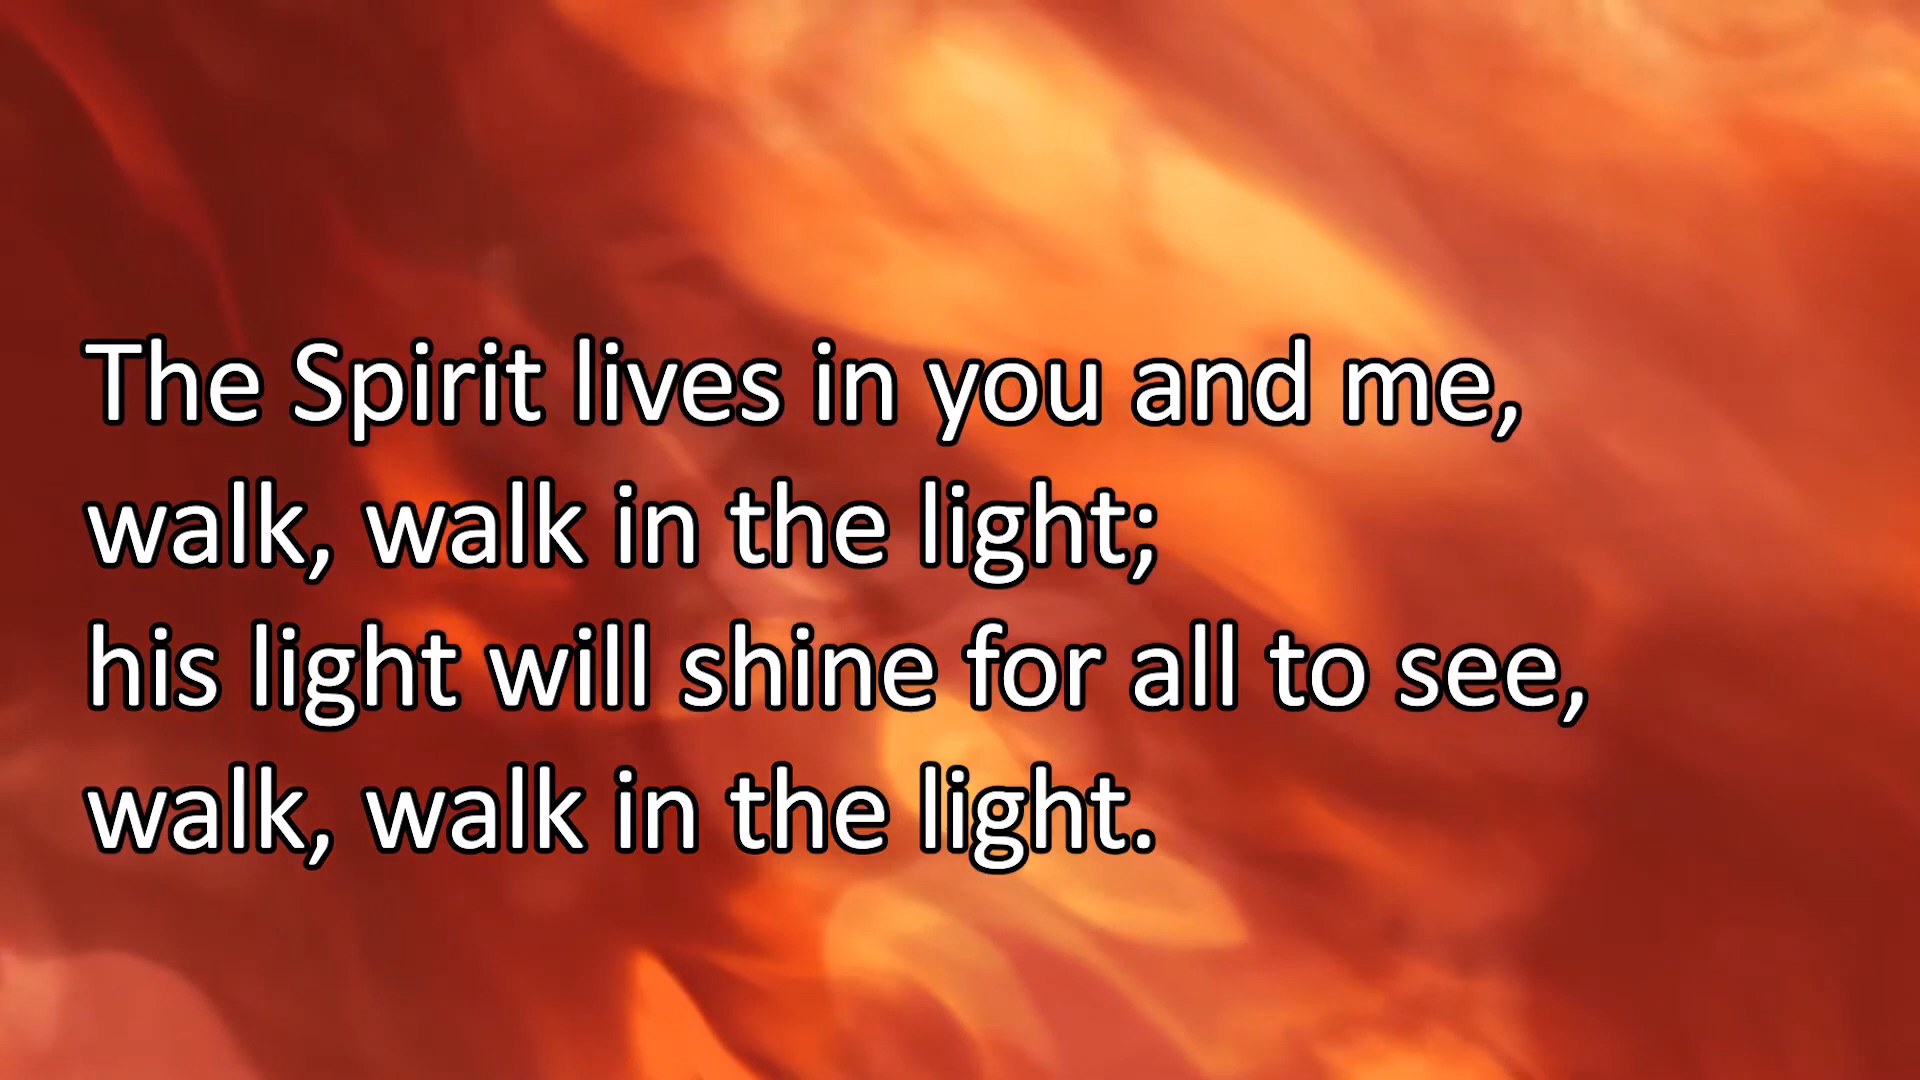 The Spirit lives in you and me,
walk, walk in the light;
his light will shine for all to see,
walk, walk in the light.